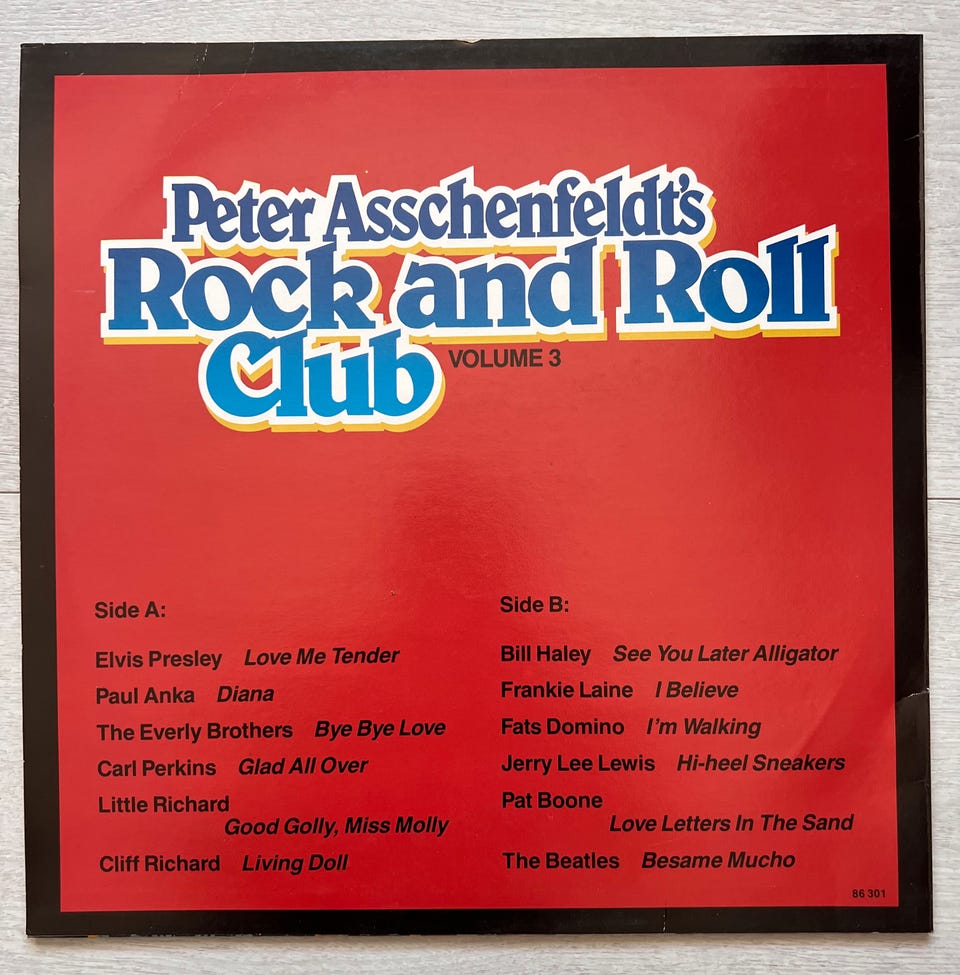 Peter Asschenfeldt's
Rock and Roll
Club VOLUME 3
Side A:
Elvis Presley Love Me Tender
Paul Anka Diana
The Everly Brothers Bye Bye Love
Carl Perkins Glad All Over
Little Richard
Good Golly, Miss Molly
Cliff Richard Living Doll
Side B:
Bill Haley See You Later Alligator
Frankie Laine I Believe
Fats Domino I'm Walking
Jerry Lee Lewis Hi-heel Sneakers
Pat Boone
Love Letters In The Sand
The Beatles Besame Mucho
86 301